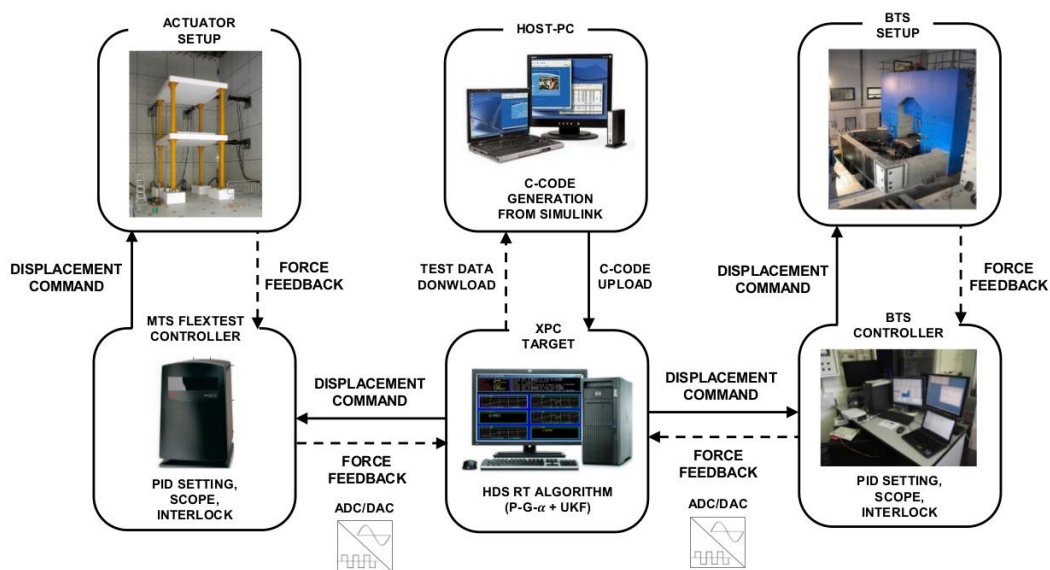 ACTUATOR
SETUP
HOST-PC
BTS
SETUP
C-CODE
GENERATION
FROM SIMULINK
DISPLACEMENT
COMMAND
FORCE
FEEDBACK
TEST DATA
DONWLOAD
C-CODE
UPLOAD
DISPLACEMENT
COMMAND
FORCE
FEEDBACK
MTS FLEXTEST
CONTROLLER
XPC
TARGET
BTS
CONTROLLER
DISPLACEMENT
COMMAND
DISPLACEMENT
COMMAND
FORCE
FEEDBACK
FORCE
FEEDBACK
PID SETTING,
SCOPE,
INTERLOCK
HDS RT ALGORITHM
(P-G-α + UKF)
PID SETTING,
SCOPE,
INTERLOCK
ADC/DAC
ADC/DAC